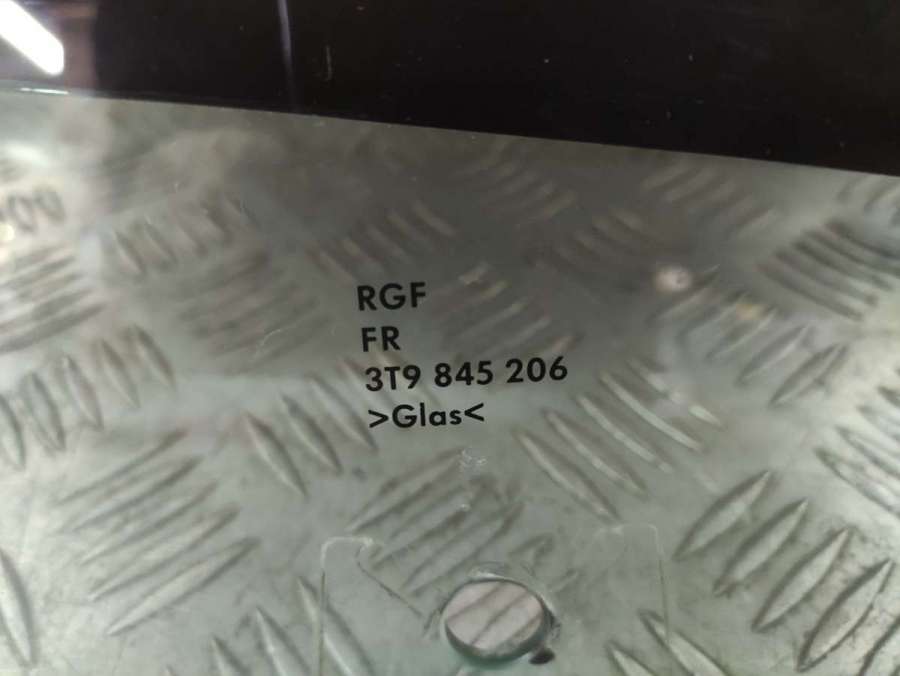 RGF
FR
3T9 845 206
>Glas<